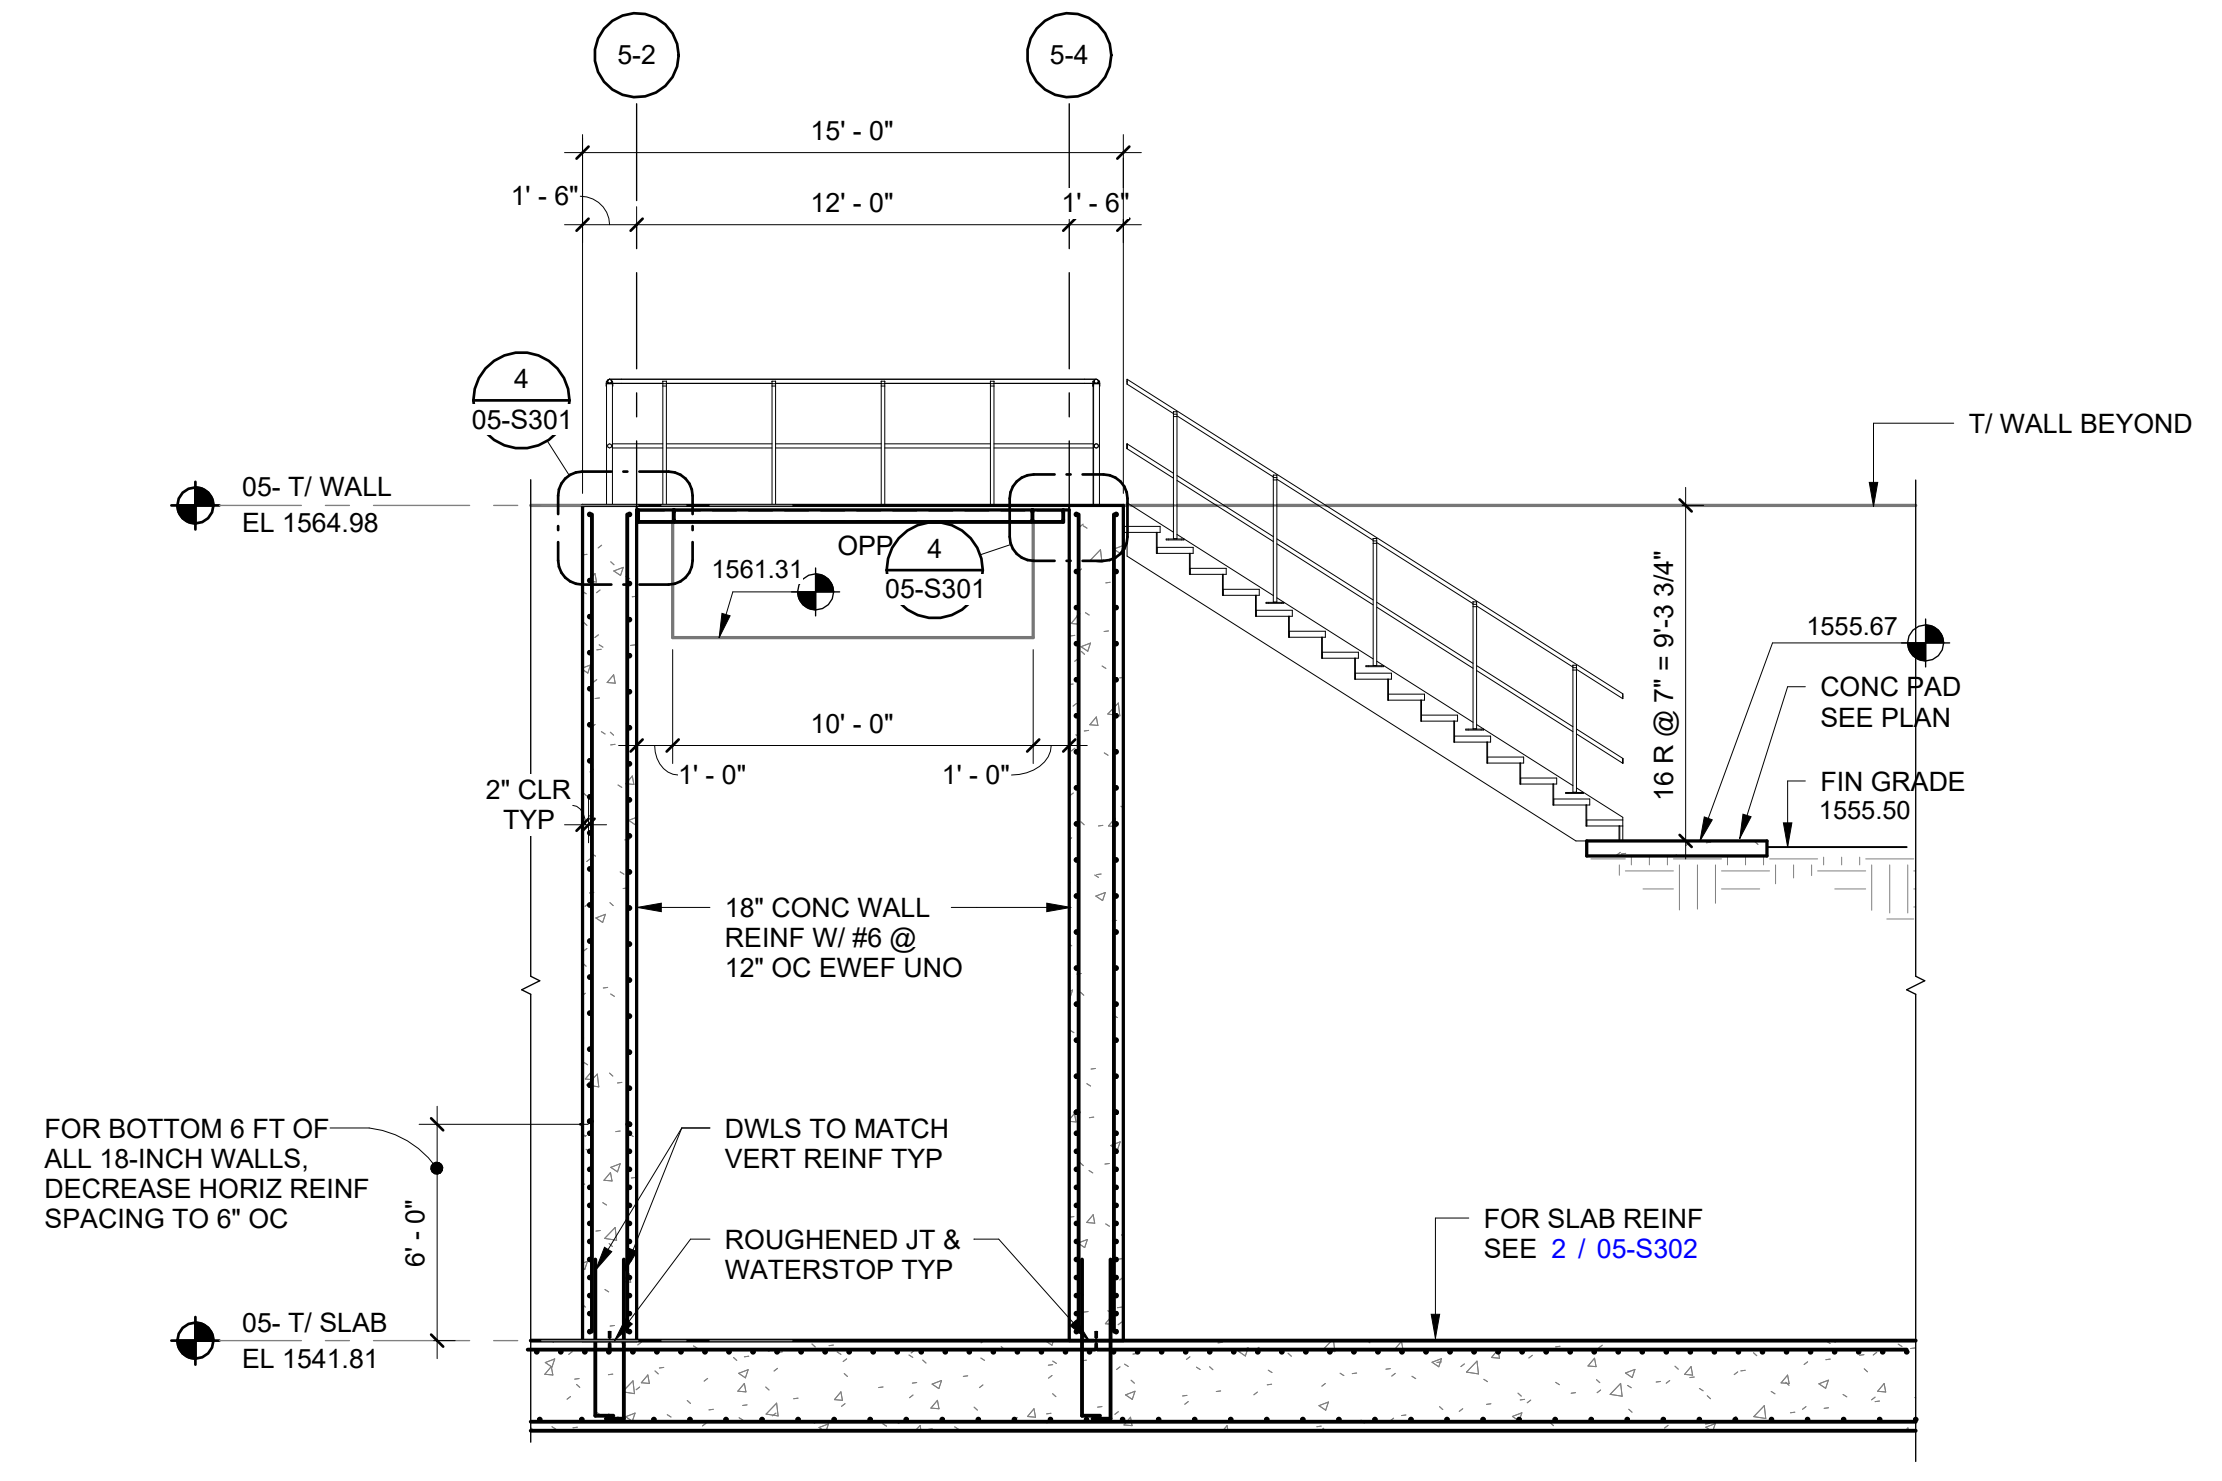 5-2
5-4
15' - 0"
1' - 6"
12' - 0"
1' - 6"
4
05-S301
T/ WALL BEYOND
05- T/ WALL
EL 1564.98
OPP
4
05-S301
1561.31
16 R @ 7" = 9'-3 3/4"
1555.67
CONC PAD
SEE PLAN
10' - 0"
1' - 0"
1' - 0"
FIN GRADE
1555.50
2" CLR
TYP
18" CONC WALL
REINF W/ #6 @
12" OC EWEF UNO
FOR BOTTOM 6 FT OF
ALL 18-INCH WALLS,
DECREASE HORIZ REINF
SPACING TO 6" OC
6' - 0"
DWLS TO MATCH
VERT REINF TYP
ROUGHENED JT &
WATERSTOP TYP
FOR SLAB REINF
SEE 2 / 05-S302
05- T/ SLAB
EL 1541.81